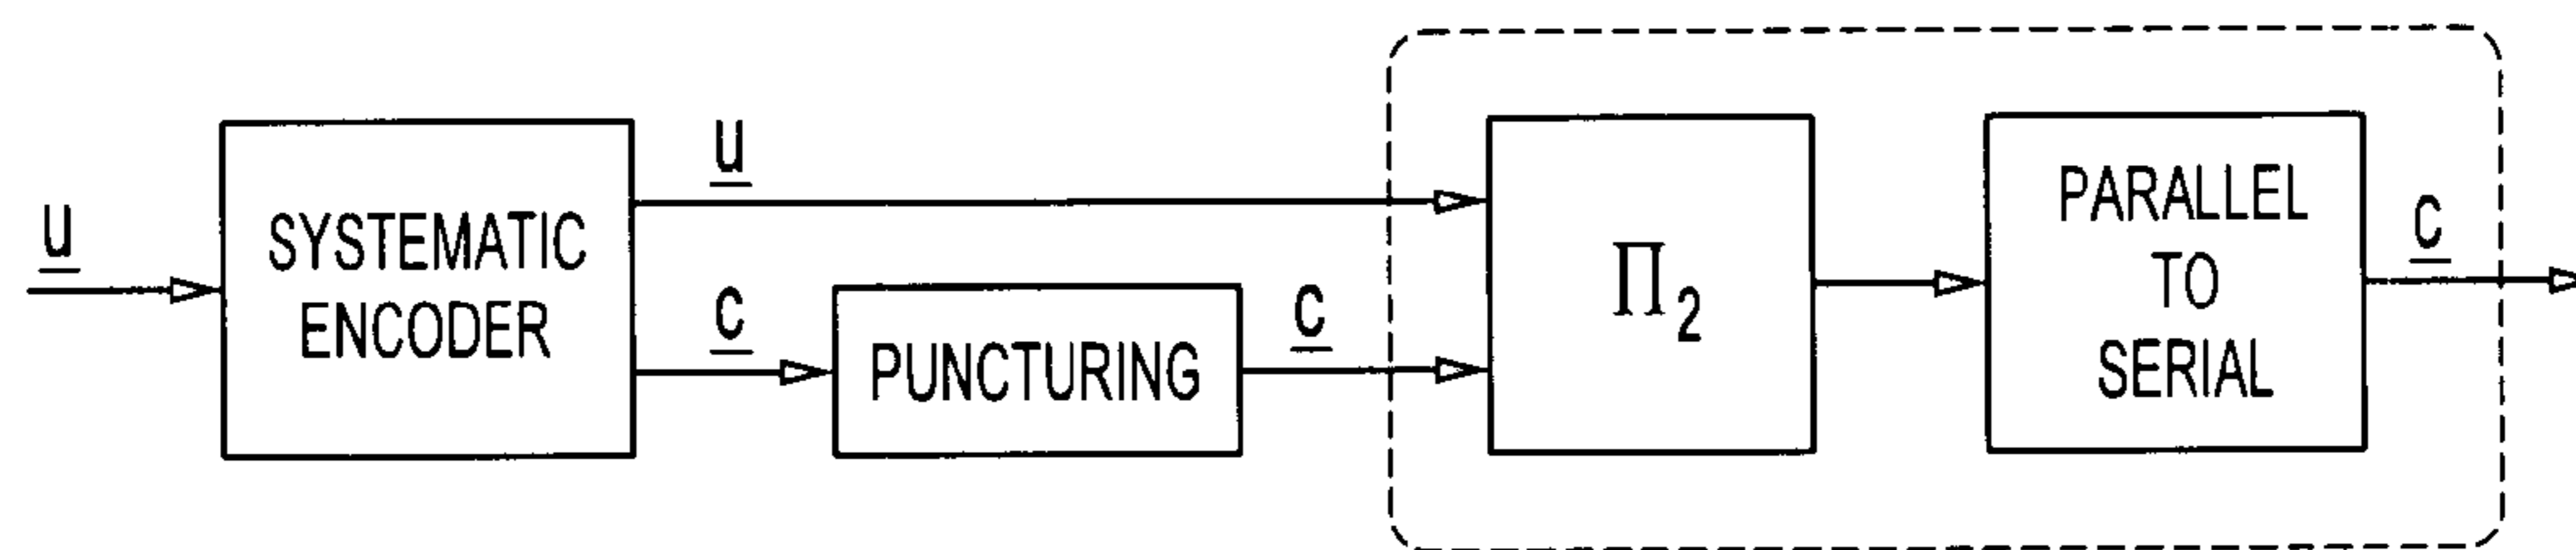 u
SYSTEMATIC
ENCODER
u
c
PUNCTURING
c
Π₂
PARALLEL
TO
SERIAL
c